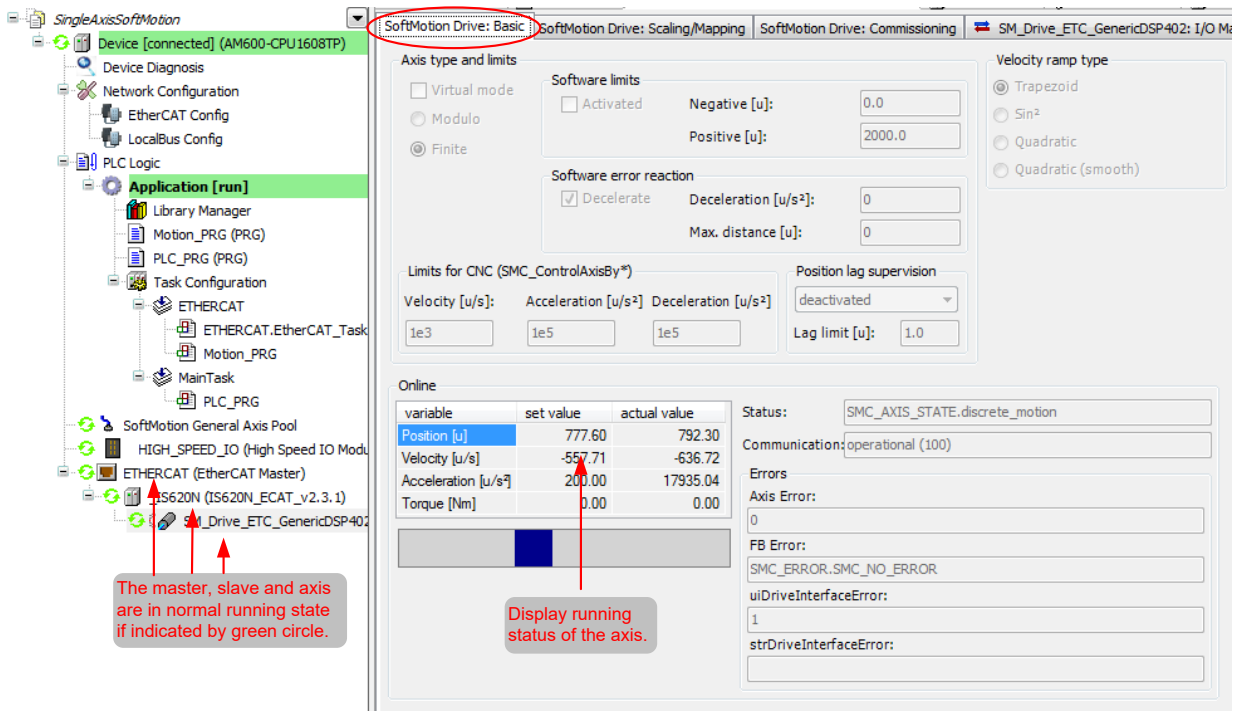 SingleAxisSoftMotion
Device [connected] (AM600-CPU1608TP)
Device Diagnosis
Network Configuration
EtherCAT Config
LocalBus Config
PLC Logic
Application [run]
Library Manager
Motion_PRG (PRG)
PLC_PRG (PRG)
Task Configuration
ETHERCAT
ETHERCAT.EtherCAT_Task
Motion_PRG
MainTask
PLC_PRG
SoftMotion General Axis Pool
HIGH_SPEED_IO (High Speed IO Modu
ETHERCAT (EtherCAT Master)
IS620N (IS620N_ECAT_v2.3.1)
SM_Drive_ETC_GenericDSP402
The master, slave and axis
are in normal running state
if indicated by green circle.
SoftMotion Drive: Basic SoftMotion Drive: Scaling/Mapping SoftMotion Drive: Commissioning SM_Drive_ETC_GenericDSP402: I/O Ma
Axis type and limits
Virtual mode
Modulo
Finite
Software limits
Activated Negative [u]: 0.0
Positive [u]: 2000.0
Software error reaction
Decelerate Deceleration [u/s²]: 0
Max. distance [u]: 0
Velocity ramp type
Trapezoid
Sin²
Quadratic
Quadratic (smooth)
Limits for CNC (SMC_ControlAxisBy*)
Velocity [u/s]: Acceleration [u/s²] Deceleration [u/s²]
1e3 1e5 1e5
Position lag supervision
deactivated
Lag limit [u]: 1.0
Online
variable set value actual value
Position [u] 777.60 792.30
Velocity [u/s] -557.71 -636.72
Acceleration [u/s²] 200.00 17935.04
Torque [Nm] 0.00 0.00
Display running
status of the axis.
Status: SMC_AXIS_STATE.discrete_motion
Communication: operational (100)
Errors
Axis Error:
0
FB Error:
SMC_ERROR.SMC_NO_ERROR
uiDriveInterfaceError:
1
strDriveInterfaceError: